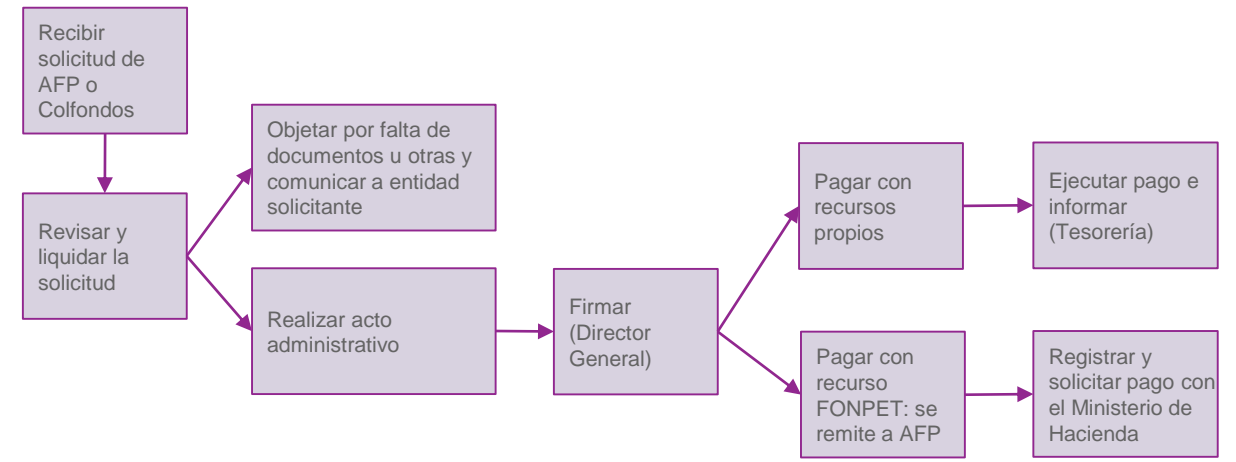 Recibir
solicitud de
AFP o
Colfondos
Revisar y
liquidar la
solicitud
Objetar por falta de
documentos u otras y
comunicar a entidad
solicitante
Realizar acto
administrativo
Firmar
(Director
General)
Pagar con
recursos
propios
Ejecutar pago e
informar
(Tesorería)
Pagar con
recurso
FONPET: se
remite a AFP
Registrar y
solicitar pago con
el Ministerio de
Hacienda